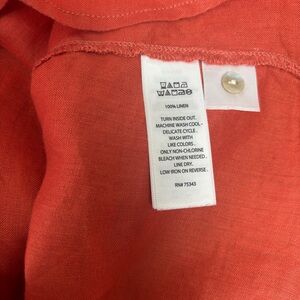 100% LINEN
TURN INSIDE OUT.
MACHINE WASH COOL -
DELICATE CYCLE.
WASH WITH
LIKE COLORS.
ONLY NON-CHLORINE
BLEACH WHEN NEEDED.
LINE DRY.
LOW IRON ON REVERSE.
RN# 75343